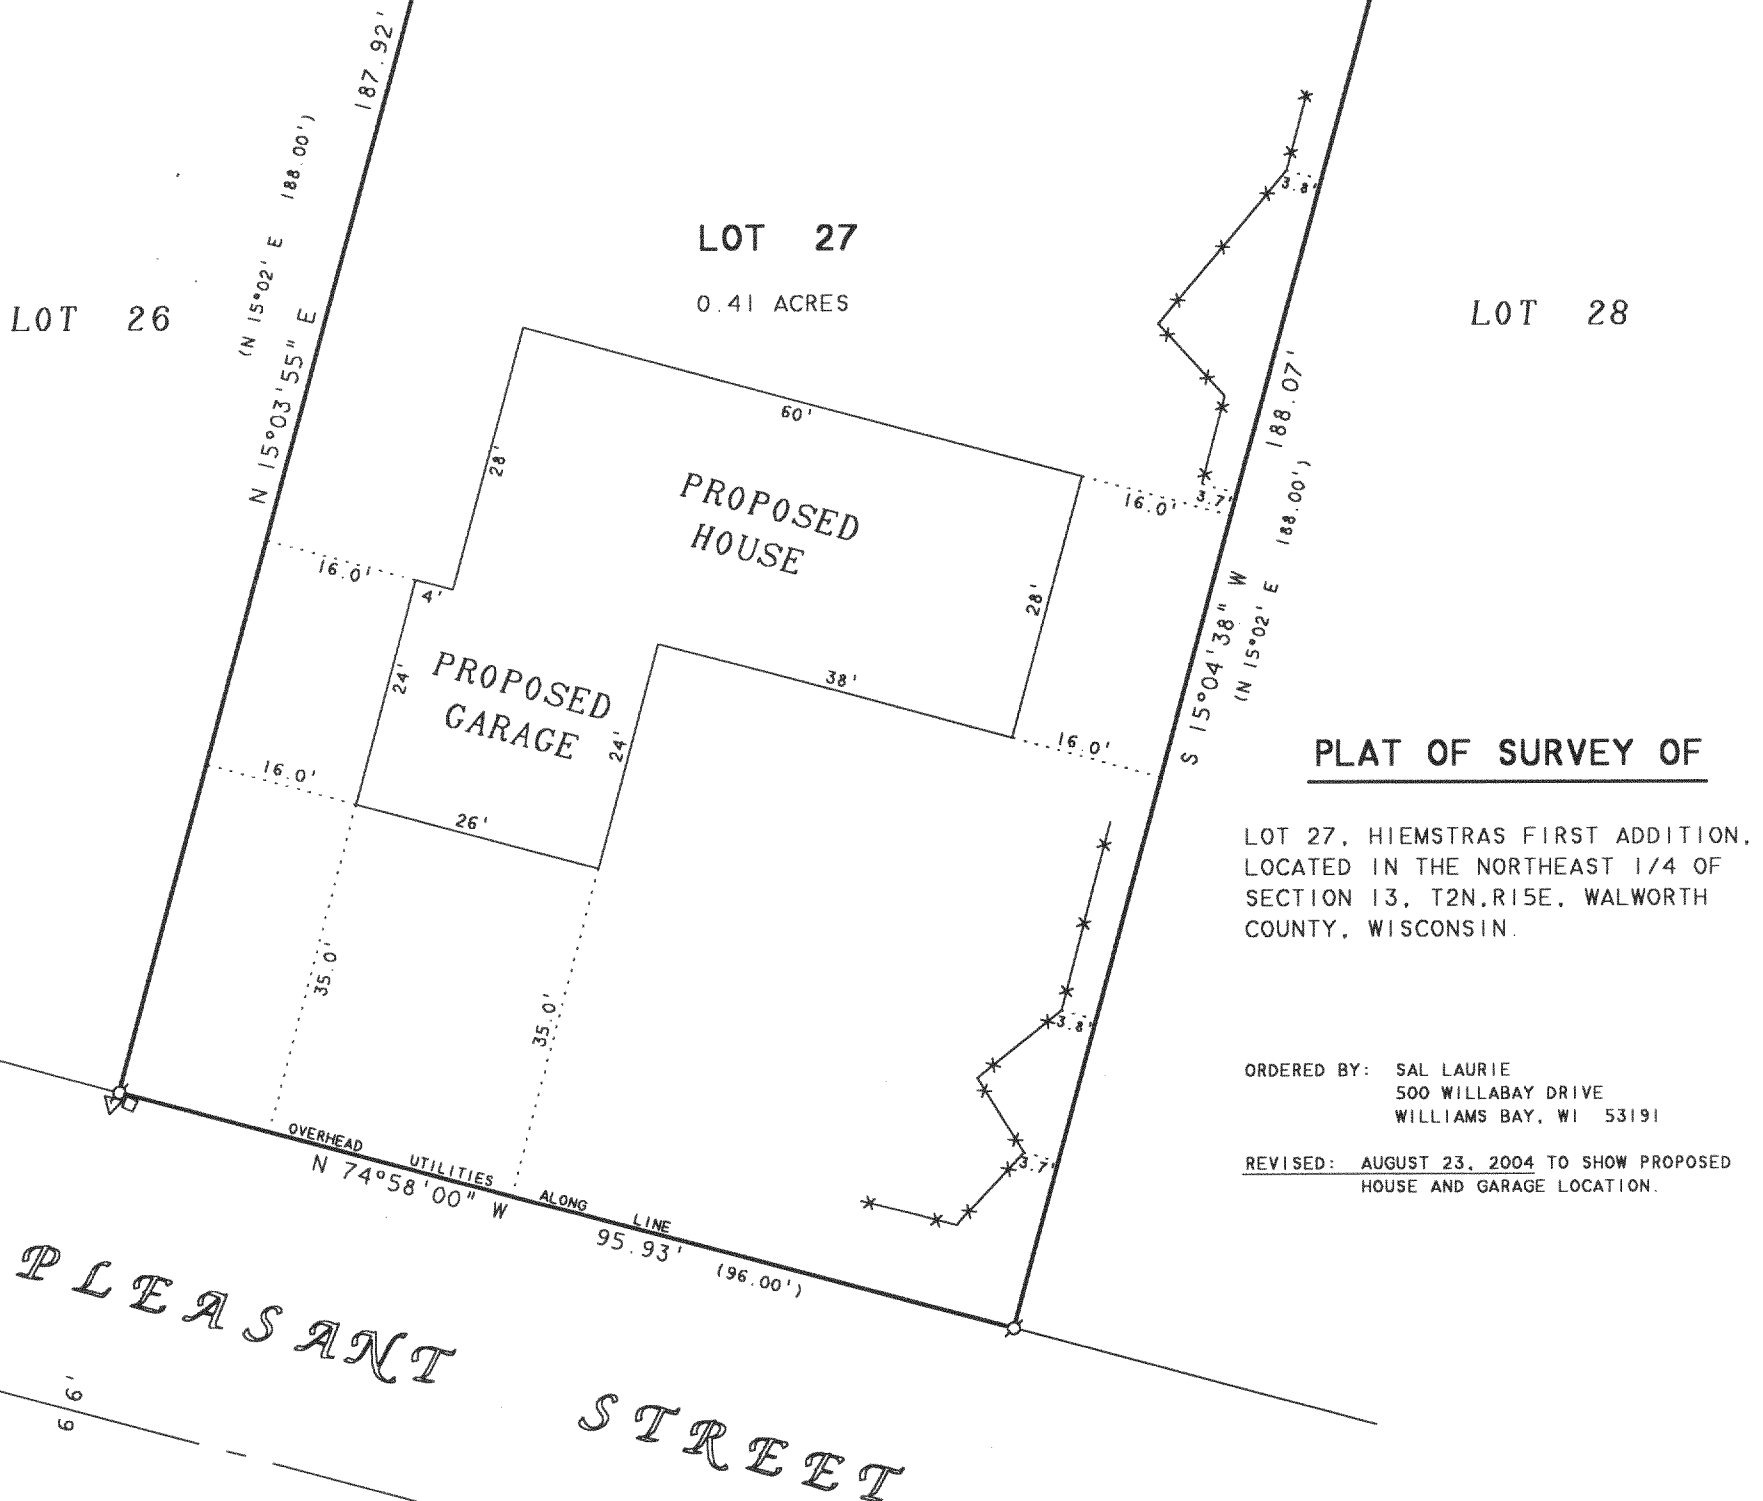 187.92'
(N 15°02' E 188.00')
N 15°03'55" E
LOT 26
LOT 27
0.41 ACRES
LOT 28
3.8'
188.07'
(N 15°02' E 188.00')
S 15°04'38" W
3.7'
60'
28'
PROPOSED
HOUSE
16.0'
28'
16.0'
4'
24'
PROPOSED
GARAGE
24'
38'
16.0'
16.0'
26'
35.0'
35.0'
3.8'
3.7'
OVERHEAD UTILITIES ALONG LINE
N 74°58'00" W 95.93' (96.00')
PLEASANT STREET
66'
PLAT OF SURVEY OF
LOT 27, HIEMSTRAS FIRST ADDITION,
LOCATED IN THE NORTHEAST 1/4 OF
SECTION 13, T2N,R15E, WALWORTH
COUNTY, WISCONSIN.
ORDERED BY: SAL LAURIE
500 WILLABAY DRIVE
WILLIAMS BAY, WI 53191
REVISED: AUGUST 23, 2004 TO SHOW PROPOSED
HOUSE AND GARAGE LOCATION.